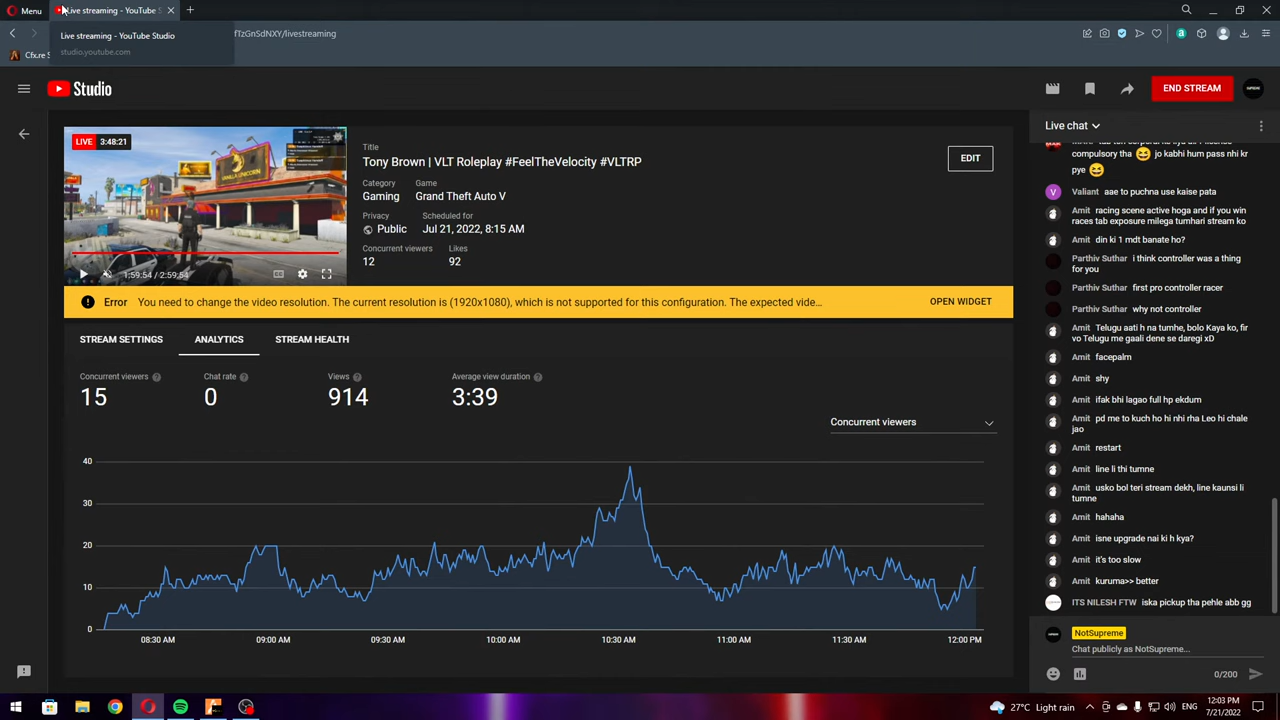 Menu
Live streaming - YouTube S
Live streaming - YouTube Studio
studio.youtube.com
fTzGnSdNXY/livestreaming
Studio
END STREAM
LIVE 3:48:21
1:59:54 / 2:59:54
Title
Tony Brown | VLT Roleplay #FeelTheVelocity #VLTRP
Category Game
Gaming Grand Theft Auto V
Privacy Scheduled for
Public Jul 21, 2022, 8:15 AM
Concurrent viewers Likes
12 92
EDIT
Error You need to change the video resolution. The current resolution is (1920x1080), which is not supported for this configuration. The expected vide…
OPEN WIDGET
STREAM SETTINGS ANALYTICS STREAM HEALTH
Concurrent viewers Chat rate Views Average view duration
15 0 914 3:39
Concurrent viewers
40
30
20
10
0
08:30 AM 09:00 AM 09:30 AM 10:00 AM 10:30 AM 11:00 AM 11:30 AM 12:00 PM
Live chat
compulsory tha jo kabhi hum pass nhi kr
pye
Valiant aae to puchna use kaise pata
Amit racing scene active hoga and if you win
races tab exposure milega tumhari stream ko
Amit din ki 1 mdt banate ho?
Parthiv Suthar i think controller was a thing
for you
Parthiv Suthar first pro controller racer
Parthiv Suthar why not controller
Amit Telugu aati h na tumhe, bolo Kaya ko, fir
vo Telugu me gaali dene se daregi xD
Amit facepalm
Amit shy
Amit ifak bhi lagao full hp ekdum
Amit pd me to kuch ho hi nhi rha Leo hi chale
jao
Amit restart
Amit line li thi tumne
Amit usko bol teri stream dekh, line kaunsi li
tumne
Amit hahaha
Amit isne upgrade nai ki h kya?
Amit it's too slow
Amit kuruma>> better
ITS NILESH FTW iska pickup tha pehle abb gg
NotSupreme
Chat publicly as NotSupreme...
0/200
27°C Light rain
ENG
12:03 PM
7/21/2022